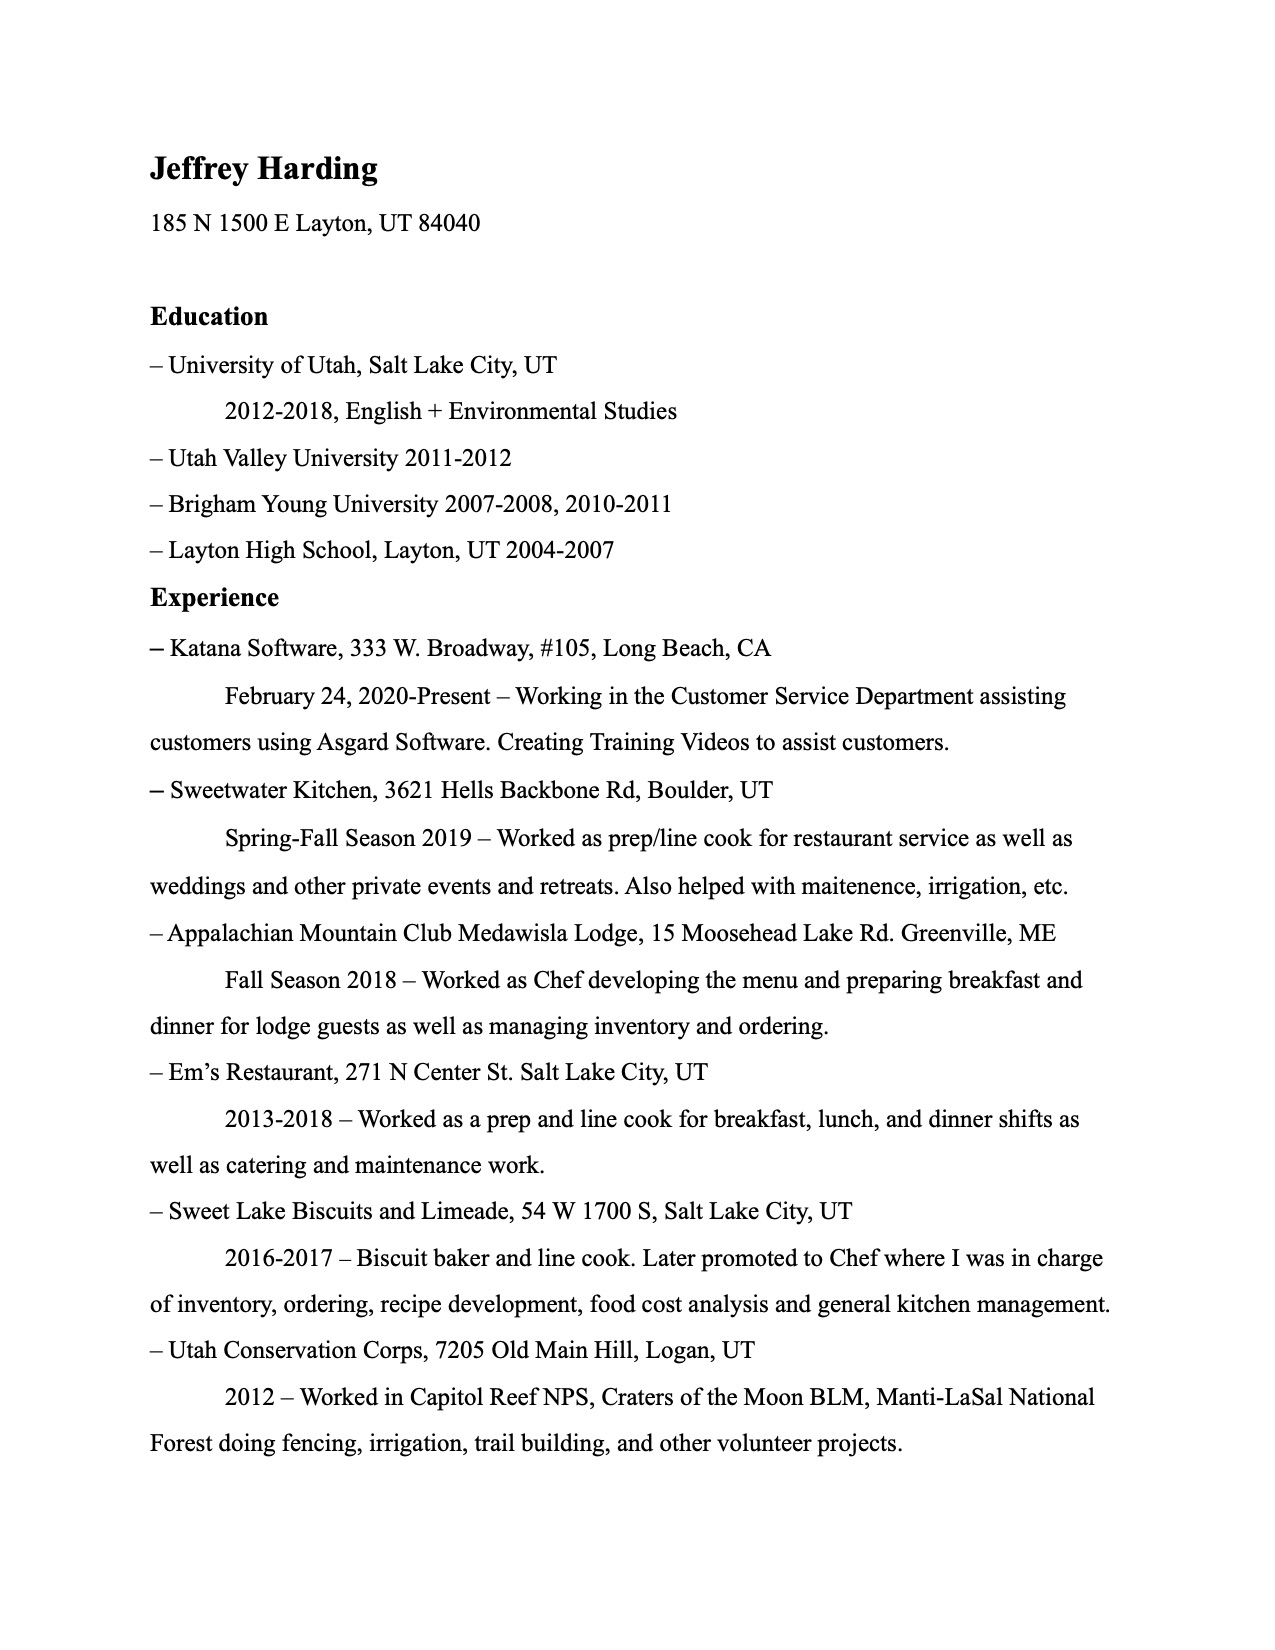 Jeffrey Harding
185 N 1500 E Layton, UT 84040
Education
– University of Utah, Salt Lake City, UT
2012-2018, English + Environmental Studies
– Utah Valley University 2011-2012
– Brigham Young University 2007-2008, 2010-2011
– Layton High School, Layton, UT 2004-2007
Experience
– Katana Software, 333 W. Broadway, #105, Long Beach, CA
February 24, 2020-Present – Working in the Customer Service Department assisting
customers using Asgard Software. Creating Training Videos to assist customers.
– Sweetwater Kitchen, 3621 Hells Backbone Rd, Boulder, UT
Spring-Fall Season 2019 – Worked as prep/line cook for restaurant service as well as
weddings and other private events and retreats. Also helped with maitenence, irrigation, etc.
– Appalachian Mountain Club Medawisla Lodge, 15 Moosehead Lake Rd. Greenville, ME
Fall Season 2018 – Worked as Chef developing the menu and preparing breakfast and
dinner for lodge guests as well as managing inventory and ordering.
– Em’s Restaurant, 271 N Center St. Salt Lake City, UT
2013-2018 – Worked as a prep and line cook for breakfast, lunch, and dinner shifts as
well as catering and maintenance work.
– Sweet Lake Biscuits and Limeade, 54 W 1700 S, Salt Lake City, UT
2016-2017 – Biscuit baker and line cook. Later promoted to Chef where I was in charge
of inventory, ordering, recipe development, food cost analysis and general kitchen management.
– Utah Conservation Corps, 7205 Old Main Hill, Logan, UT
2012 – Worked in Capitol Reef NPS, Craters of the Moon BLM, Manti-LaSal National
Forest doing fencing, irrigation, trail building, and other volunteer projects.